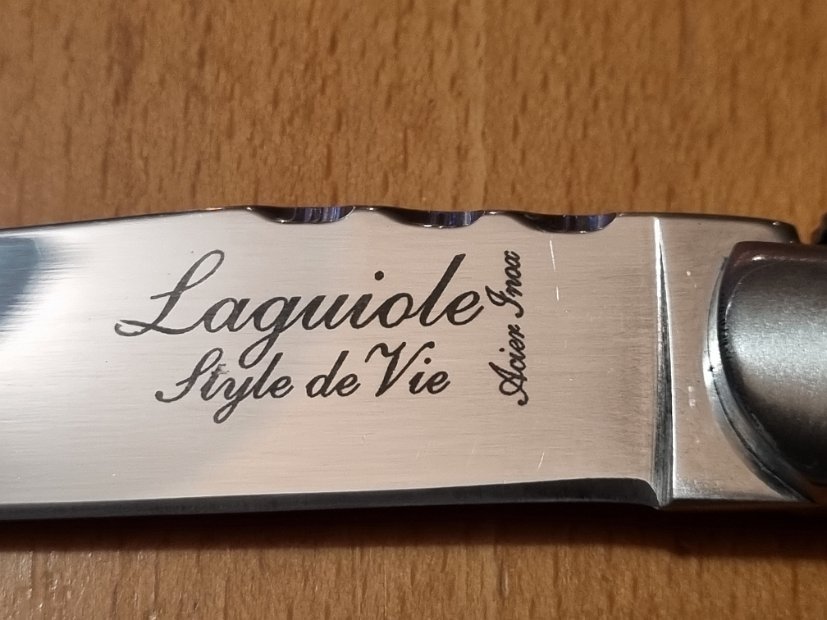 Laguiole
Style de Vie
Acier Inox